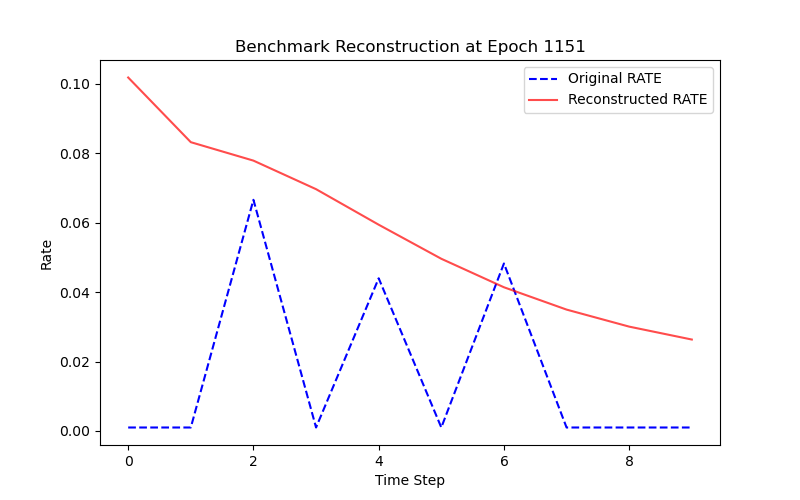 Benchmark Reconstruction at Epoch 1151
Original RATE
Reconstructed RATE
0.10
0.08
0.06
0.04
0.02
0.00
Rate
0 2 4 6 8
Time Step